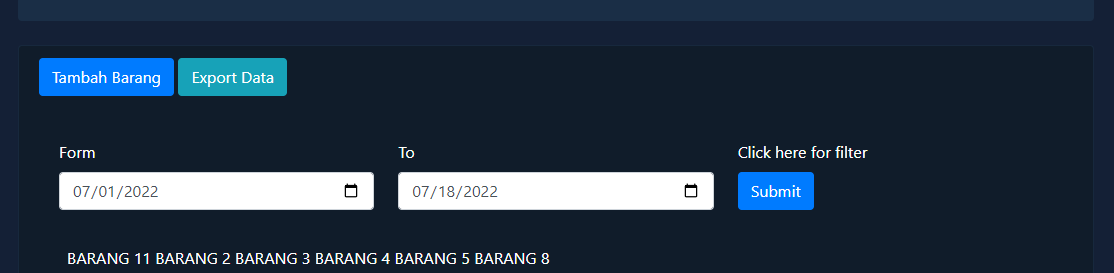 Tambah Barang Export Data
Form To Click here for filter
07/01/2022 07/18/2022 Submit
BARANG 11 BARANG 2 BARANG 3 BARANG 4 BARANG 5 BARANG 8